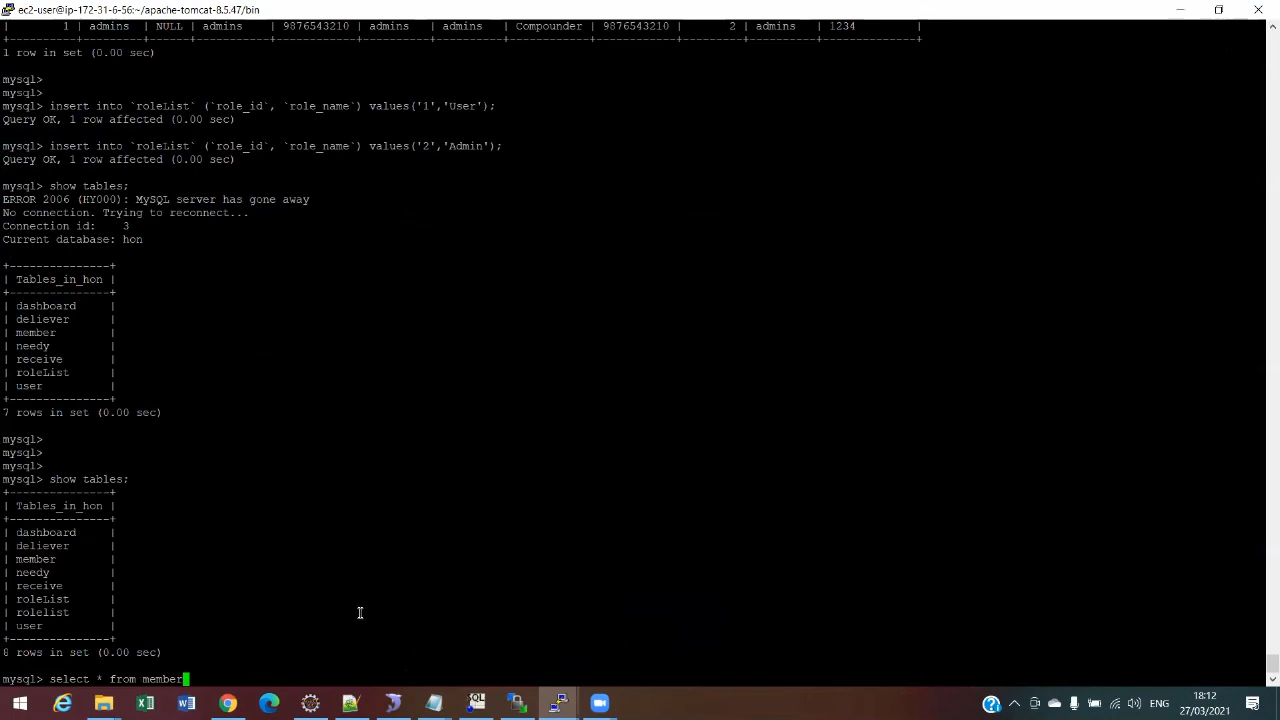 ec2-user@ip-172-31-6-56:~/apache-tomcat-8.5.47/bin
|        1 | admins | NULL | admins   | 9876543210 | admins   | admins   | Compounder | 9876543210 |       2 | admins   | 1234         |
+----------+--------+------+----------+------------+----------+----------+------------+------------+---------+----------+--------------+
1 row in set (0.00 sec)
mysql>
mysql>
mysql> insert into `roleList` (`role_id`, `role_name`) values('1','User');
Query OK, 1 row affected (0.00 sec)
mysql> insert into `roleList` (`role_id`, `role_name`) values('2','Admin');
Query OK, 1 row affected (0.00 sec)
mysql> show tables;
ERROR 2006 (HY000): MySQL server has gone away
No connection. Trying to reconnect...
Connection id:    3
Current database: hon
+---------------+
| Tables_in_hon |
+---------------+
| dashboard     |
| deliever      |
| member        |
| needy         |
| receive       |
| roleList      |
| user          |
+---------------+
7 rows in set (0.00 sec)
mysql>
mysql>
mysql>
mysql> show tables;
+---------------+
| Tables_in_hon |
+---------------+
| dashboard     |
| deliever      |
| member        |
| needy         |
| receive       |
| roleList      |
| rolelist      |
| user          |
+---------------+
8 rows in set (0.00 sec)
mysql> select * from member
ENG
18:12
27/03/2021